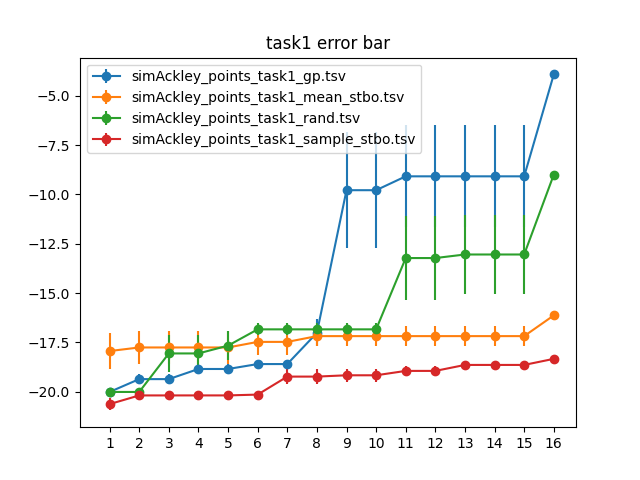 task1 error bar
simAckley_points_task1_gp.tsv
simAckley_points_task1_mean_stbo.tsv
simAckley_points_task1_rand.tsv
simAckley_points_task1_sample_stbo.tsv
−5.0
−7.5
−10.0
−12.5
−15.0
−17.5
−20.0
1 2 3 4 5 6 7 8 9 10 11 12 13 14 15 16